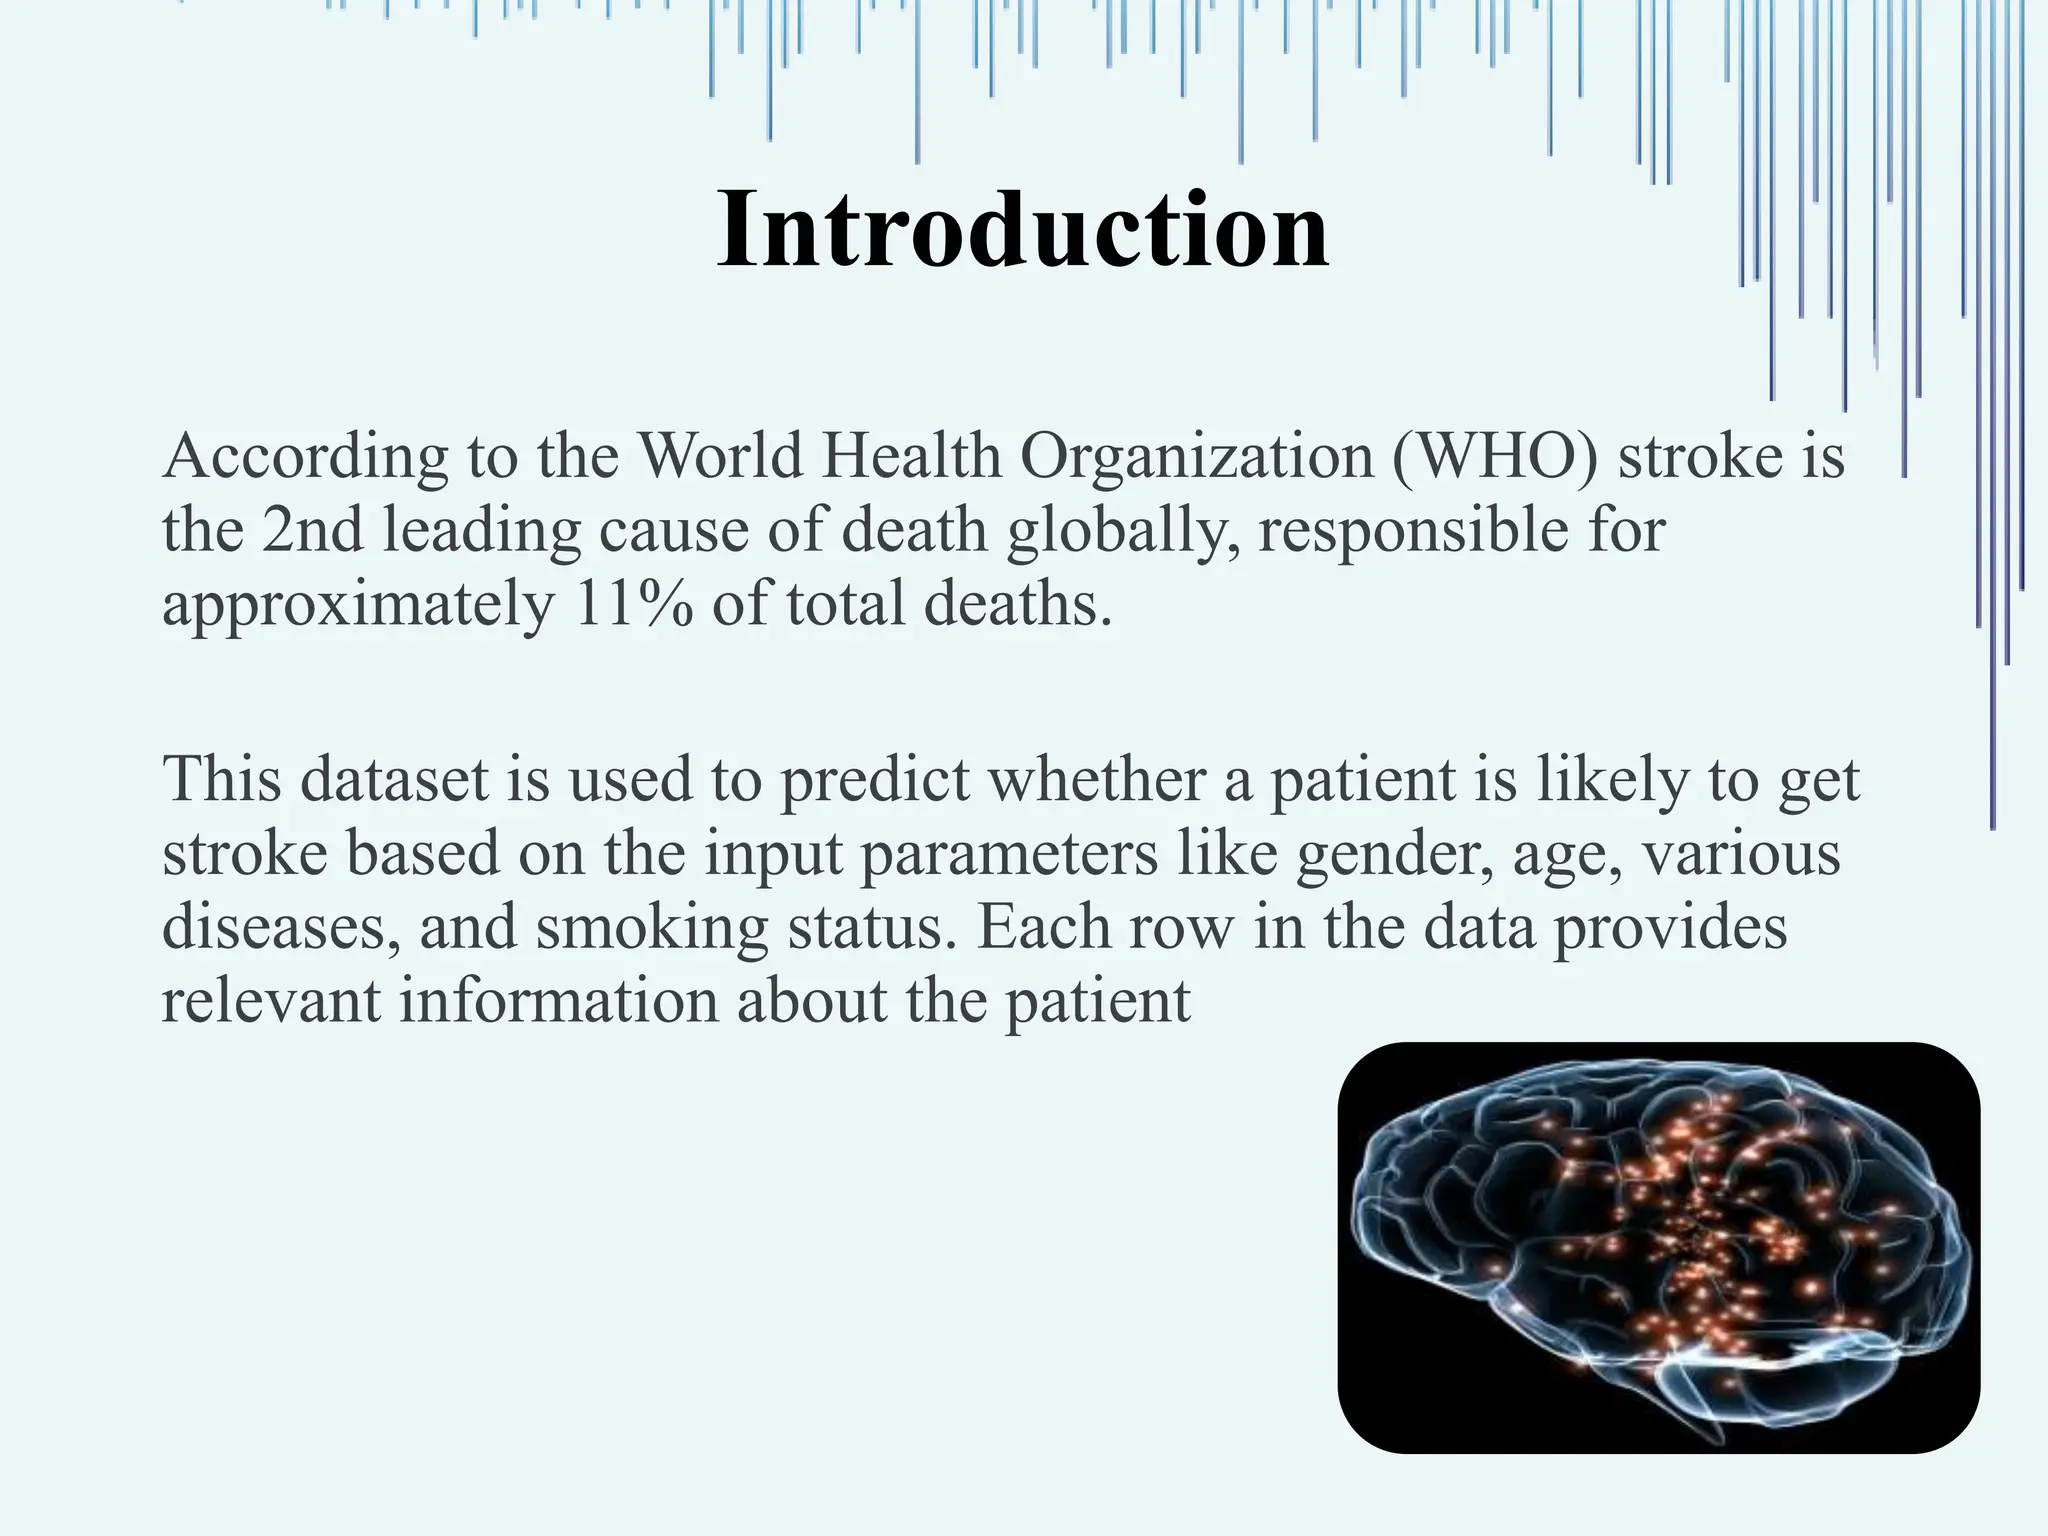 Introduction
According to the World Health Organization (WHO) stroke is
the 2nd leading cause of death globally, responsible for
approximately 11% of total deaths.
This dataset is used to predict whether a patient is likely to get
stroke based on the input parameters like gender, age, various
diseases, and smoking status. Each row in the data provides
relevant information about the patient